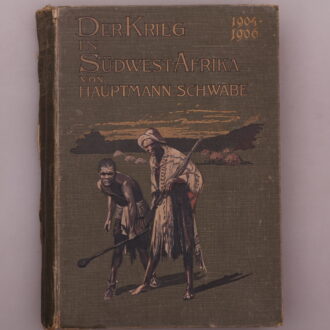 DER KRIEG
IN
SÜDWEST-AFRIKA
VON
HAUPTMANN SCHWABE
1904-
1906